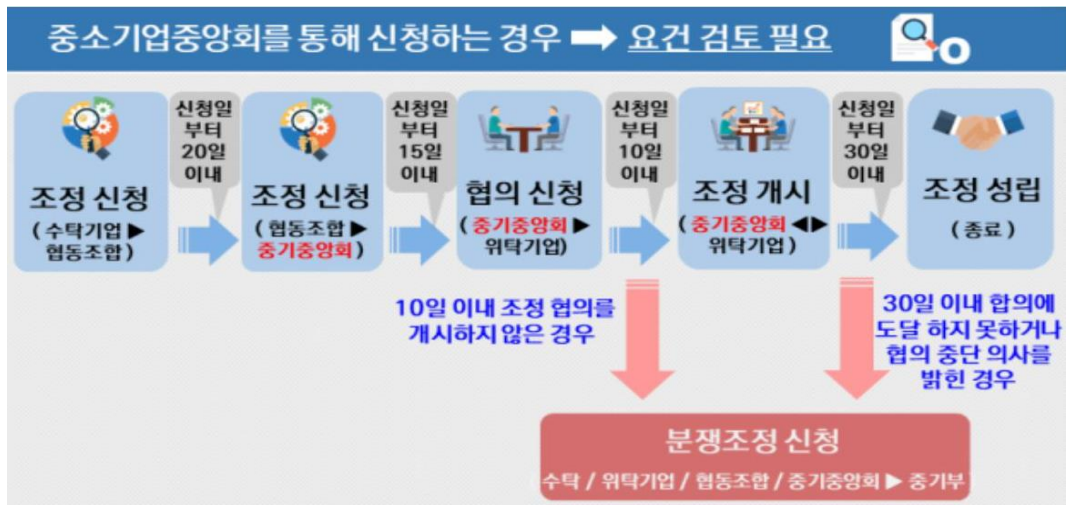 중소기업중앙회를 통해 신청하는 경우 ➡ 요건 검토 필요
조정 신청
( 수탁기업 ▶
협동조합 )
신청일
부터
20일
이내
조정 신청
( 협동조합 ▶
중기중앙회 )
신청일
부터
15일
이내
협의 신청
( 중기중앙회 ▶
위탁기업)
신청일
부터
10일
이내
조정 개시
( 중기중앙회 ◀▶
위탁기업 )
신청일
부터
30일
이내
조정 성립
( 종료 )
10일 이내 조정 협의를
개시하지 않은 경우
30일 이내 합의에
도달 하지 못하거나
협의 중단 의사를
밝힌 경우
분쟁조정 신청
( 수탁 / 위탁기업 / 협동조합 / 중기중앙회 ▶ 중기부 )